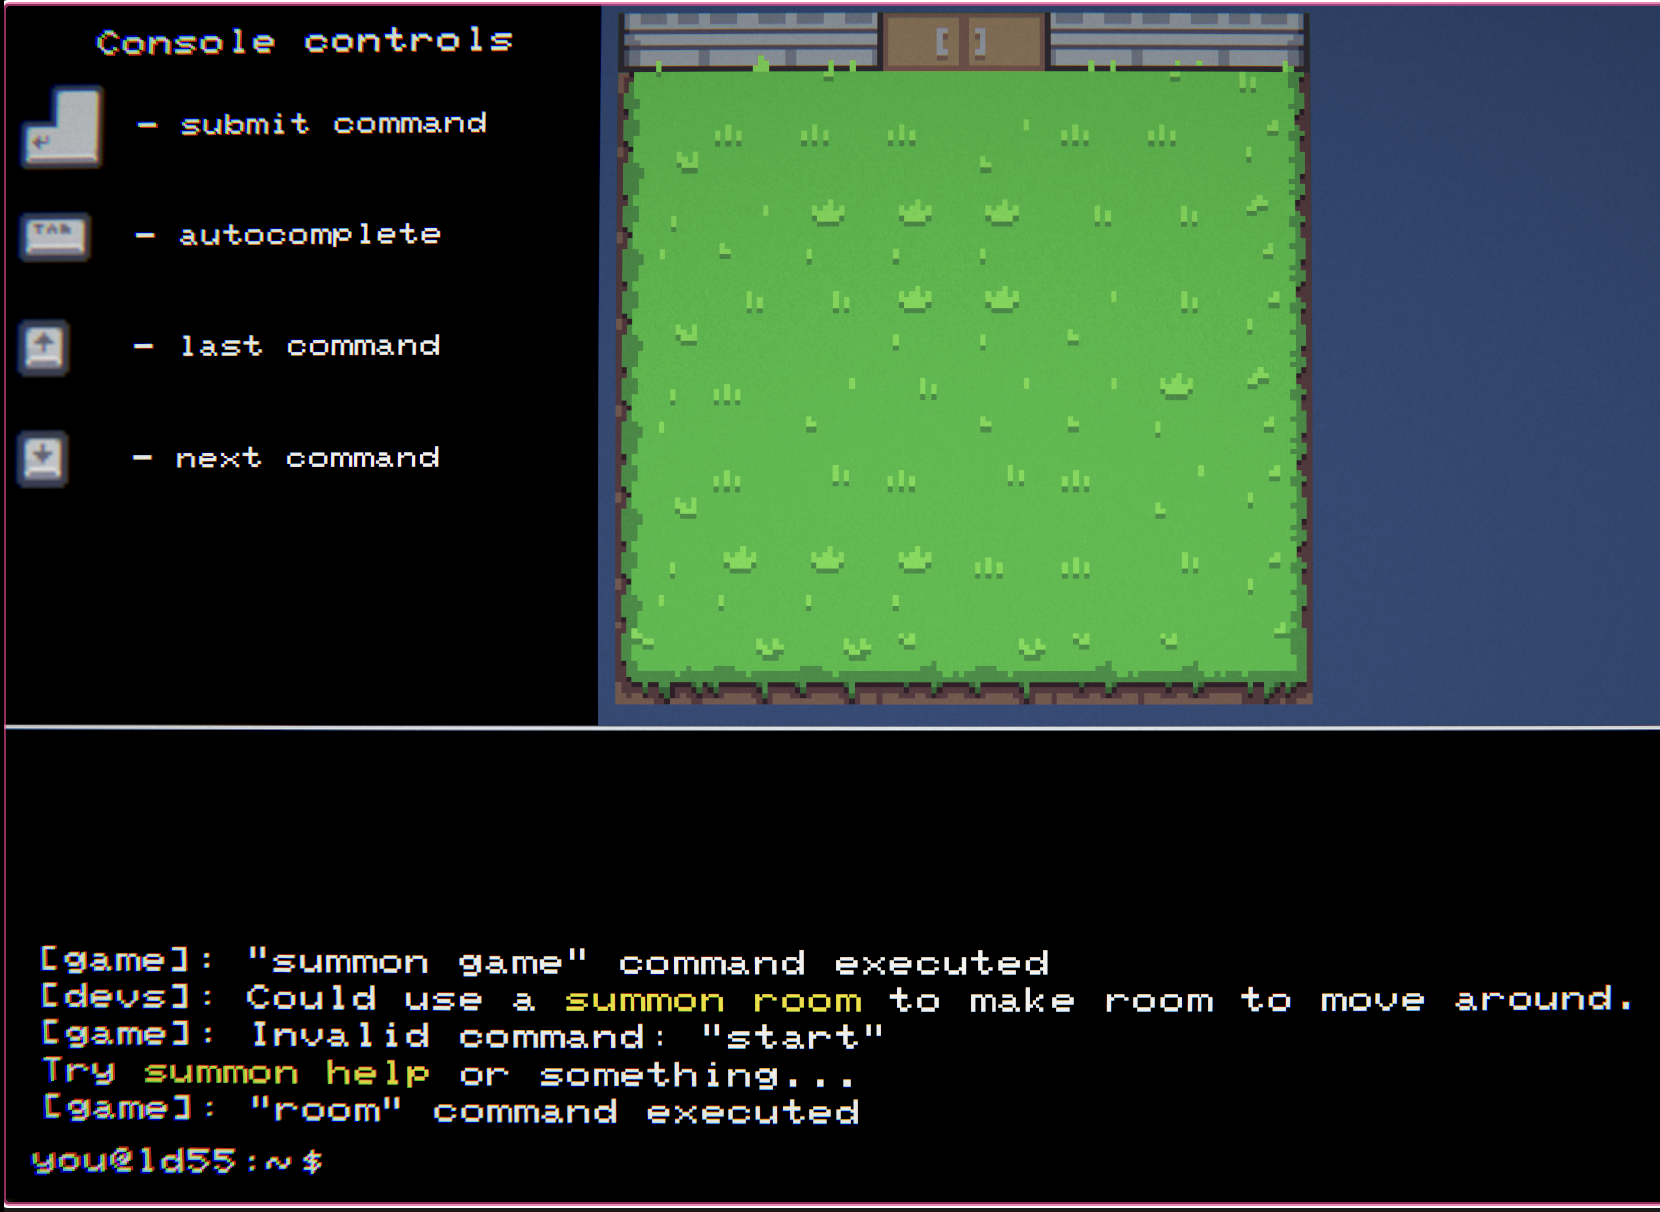 Console controls
- submit command
TAB
- autocomplete
- last command
- next command
[game]: "summon game" command executed
[devs]: Could use a summon room to make room to move around.
[game]: Invalid command: "start"
Try summon help or something...
[game]: "room" command executed
you@ld55:~$